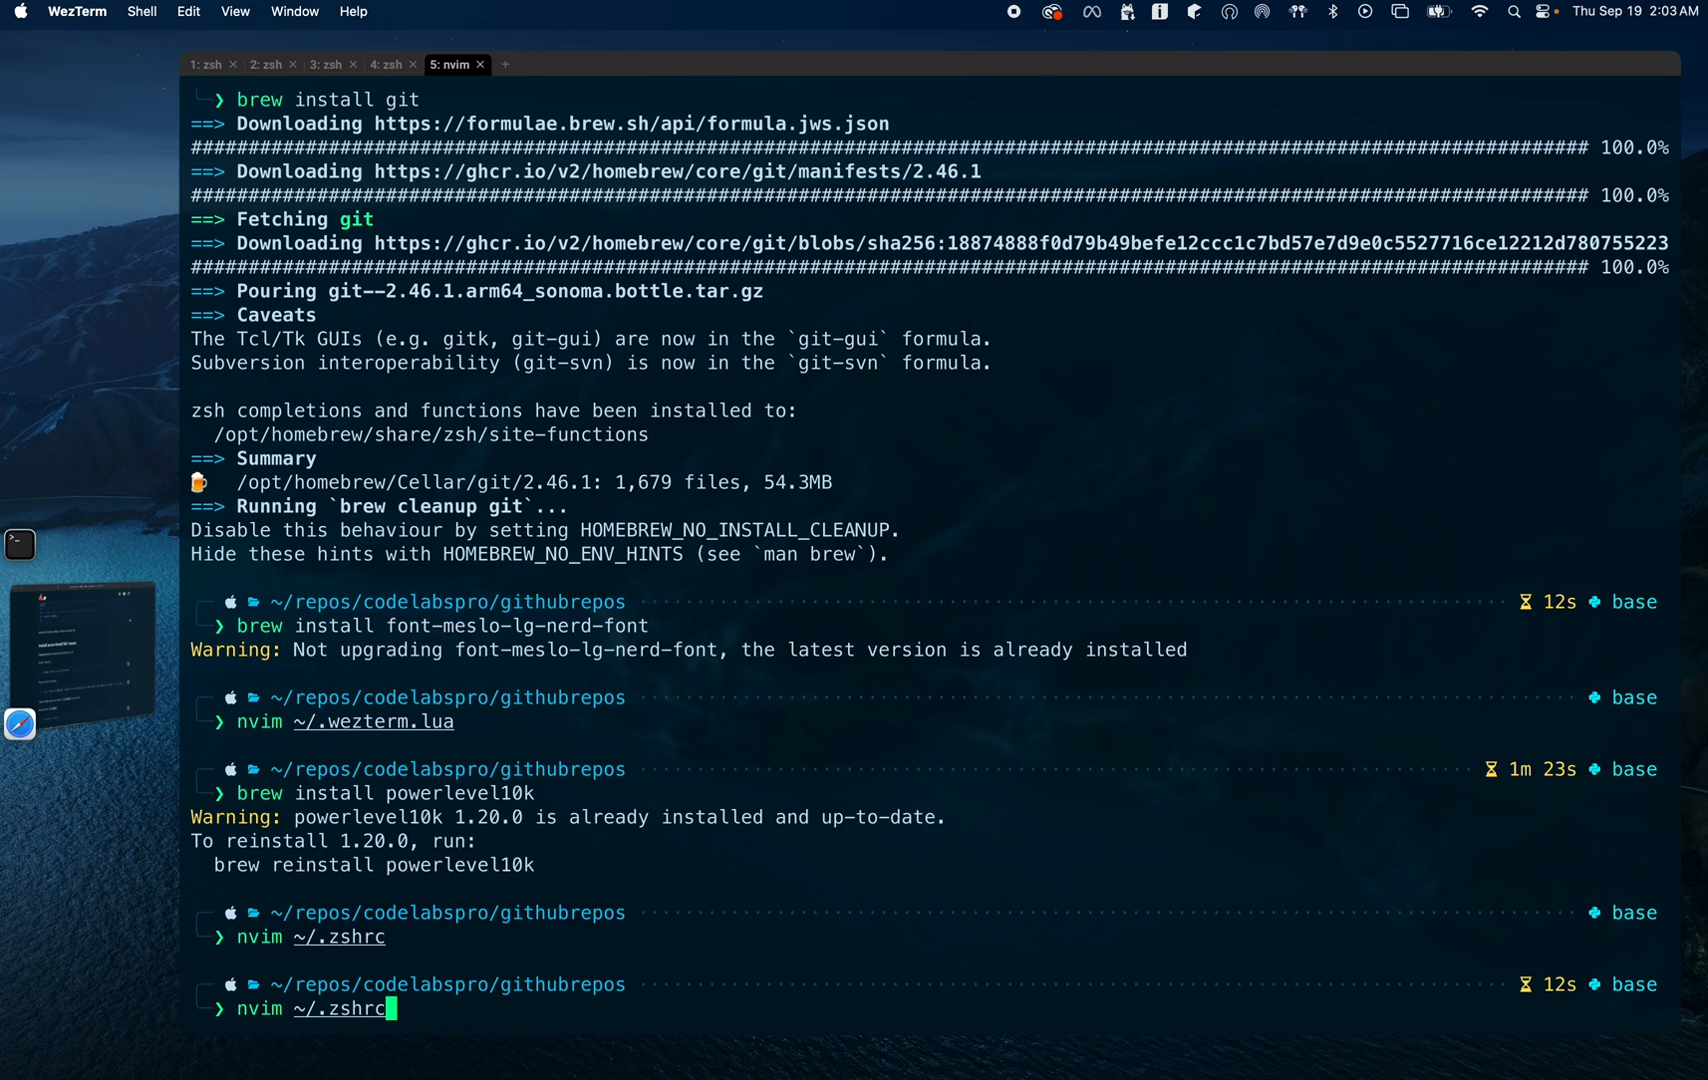 WezTerm Shell Edit View Window Help Thu Sep 19 2:03 AM
1: zsh × 2: zsh × 3: zsh × 4: zsh × 5: nvim × +
❯ brew install git
==> Downloading https://formulae.brew.sh/api/formula.jws.json
########################################################################################################################## 100.0%
==> Downloading https://ghcr.io/v2/homebrew/core/git/manifests/2.46.1
########################################################################################################################## 100.0%
==> Fetching git
==> Downloading https://ghcr.io/v2/homebrew/core/git/blobs/sha256:18874888f0d79b49befe12ccc1c7bd57e7d9e0c5527716ce12212d780755223
########################################################################################################################## 100.0%
==> Pouring git--2.46.1.arm64_sonoma.bottle.tar.gz
==> Caveats
The Tcl/Tk GUIs (e.g. gitk, git-gui) are now in the `git-gui` formula.
Subversion interoperability (git-svn) is now in the `git-svn` formula.
zsh completions and functions have been installed to:
/opt/homebrew/share/zsh/site-functions
==> Summary
🍺 /opt/homebrew/Cellar/git/2.46.1: 1,679 files, 54.3MB
==> Running `brew cleanup git`...
Disable this behaviour by setting HOMEBREW_NO_INSTALL_CLEANUP.
Hide these hints with HOMEBREW_NO_ENV_HINTS (see `man brew`).
~/repos/codelabspro/githubrepos 12s base
❯ brew install font-meslo-lg-nerd-font
Warning: Not upgrading font-meslo-lg-nerd-font, the latest version is already installed
~/repos/codelabspro/githubrepos base
❯ nvim ~/.wezterm.lua
~/repos/codelabspro/githubrepos 1m 23s base
❯ brew install powerlevel10k
Warning: powerlevel10k 1.20.0 is already installed and up-to-date.
To reinstall 1.20.0, run:
brew reinstall powerlevel10k
~/repos/codelabspro/githubrepos base
❯ nvim ~/.zshrc
~/repos/codelabspro/githubrepos 12s base
❯ nvim ~/.zshrc